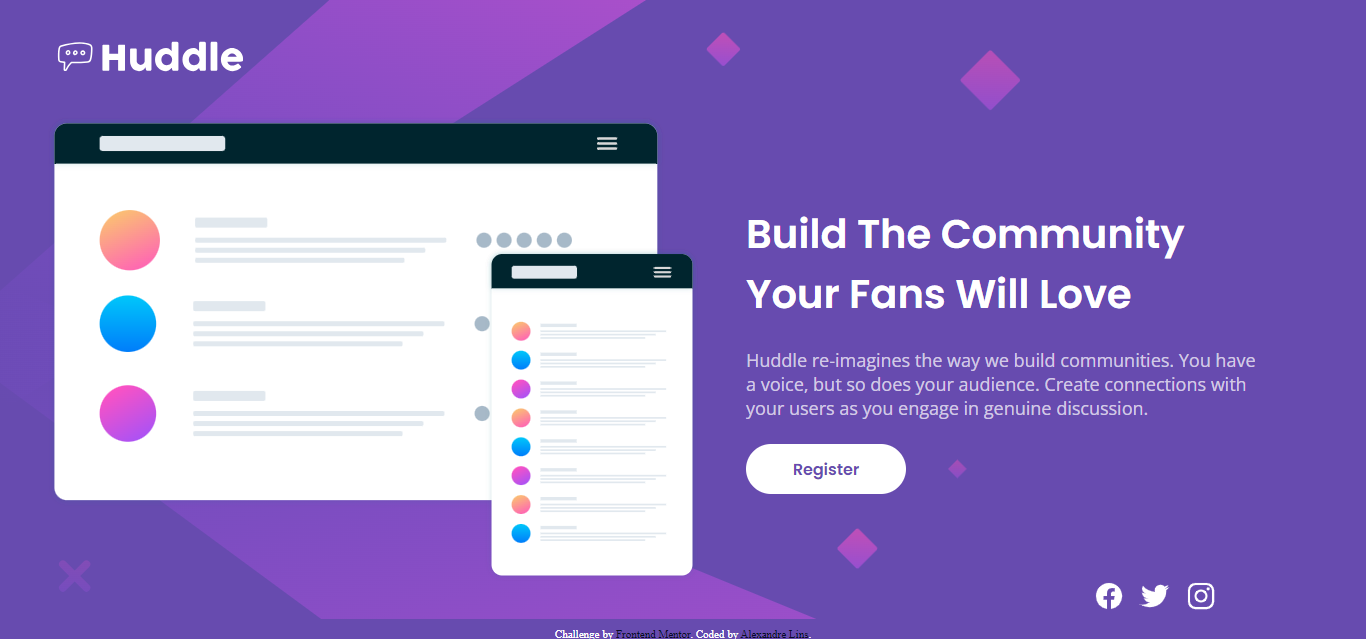 Huddle
Build The Community
Your Fans Will Love
Huddle re-imagines the way we build communities. You have
a voice, but so does your audience. Create connections with
your users as you engage in genuine discussion.
Register
Challenge by Frontend Mentor. Coded by Alexandre Lins.